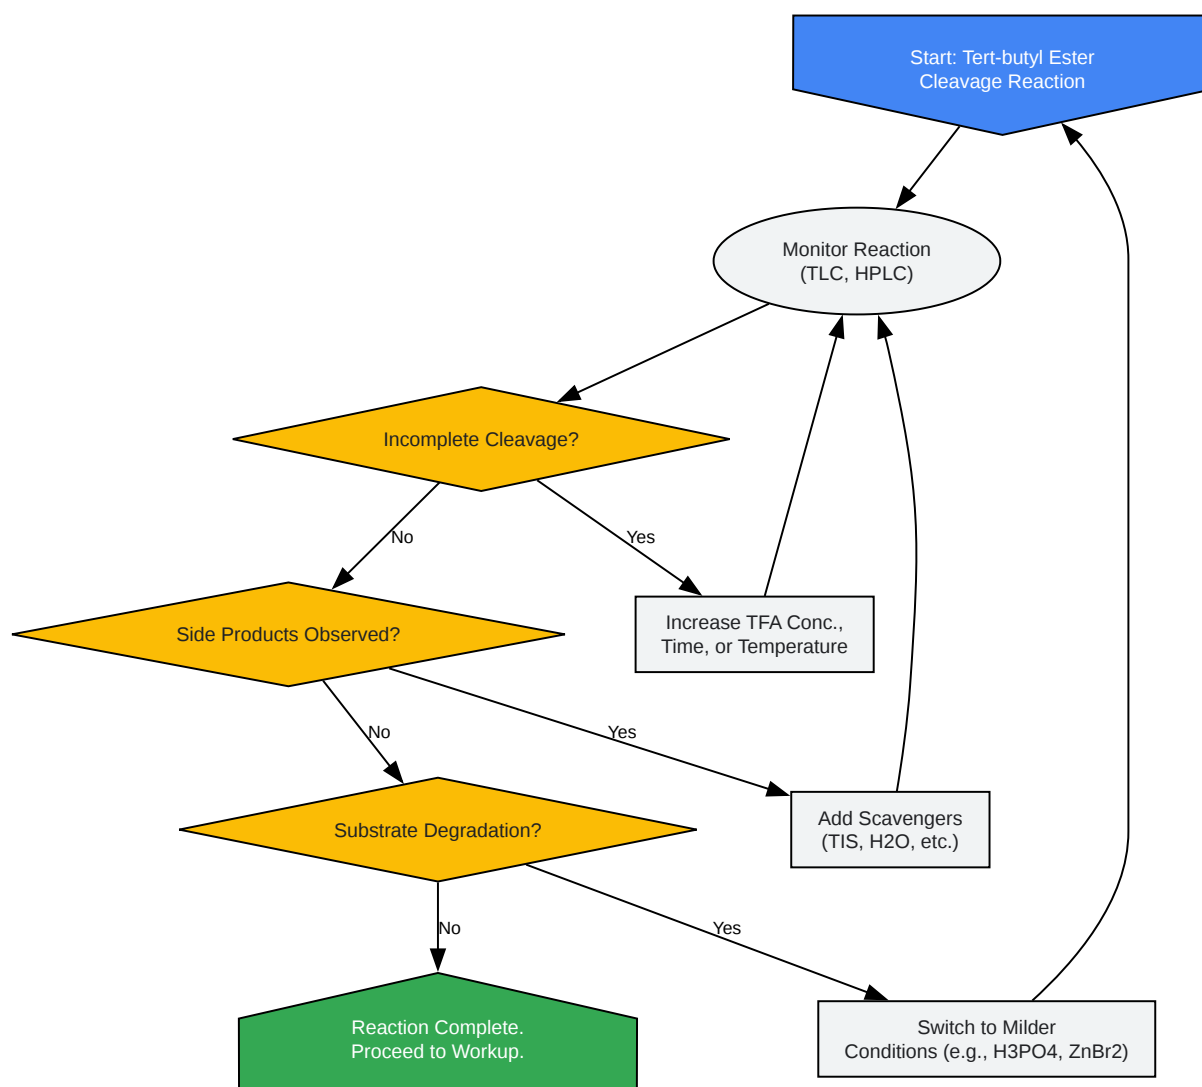 Start: Tert-butyl Ester
Cleavage Reaction
Monitor Reaction
(TLC, HPLC)
Incomplete Cleavage?
No
Yes
Side Products Observed?
Increase TFA Conc.,
Time, or Temperature
No
Yes
Substrate Degradation?
Add Scavengers
(TIS, H2O, etc.)
No
Yes
Reaction Complete.
Proceed to Workup.
Switch to Milder
Conditions (e.g., H3PO4, ZnBr2)